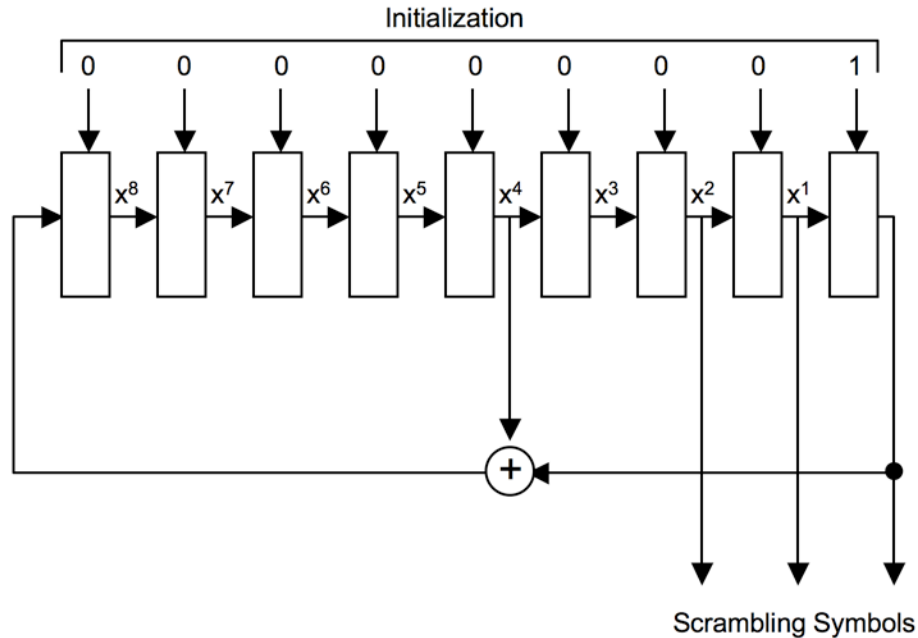 Initialization
0 0 0 0 0 0 0 0 1
x⁸ x⁷ x⁶ x⁵ x⁴ x³ x² x¹
+
Scrambling Symbols